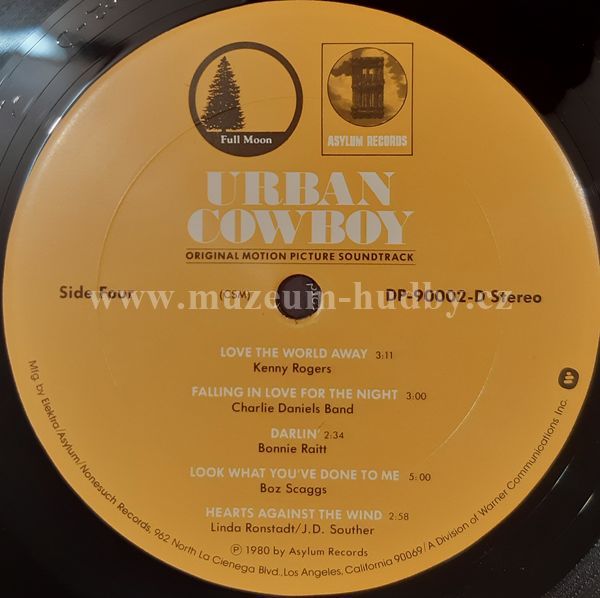 Full Moon
ASYLUM RECORDS
URBAN
COWBOY
ORIGINAL MOTION PICTURE SOUNDTRACK
Side Four (CSM) DP-90002-D Stereo
www.muzeum-hudby.cz
LOVE THE WORLD AWAY 3:11
Kenny Rogers
FALLING IN LOVE FOR THE NIGHT 3:00
Charlie Daniels Band
DARLIN' 2:34
Bonnie Raitt
LOOK WHAT YOU'VE DONE TO ME 5:00
Boz Scaggs
HEARTS AGAINST THE WIND 2:58
Linda Ronstadt/J.D. Souther
Ⓟ 1980 by Asylum Records
Mfg. by Elektra/Asylum/Nonesuch Records, 962 North La Cienega Blvd., Los Angeles, California 90069/A Division of Warner Communications Inc.